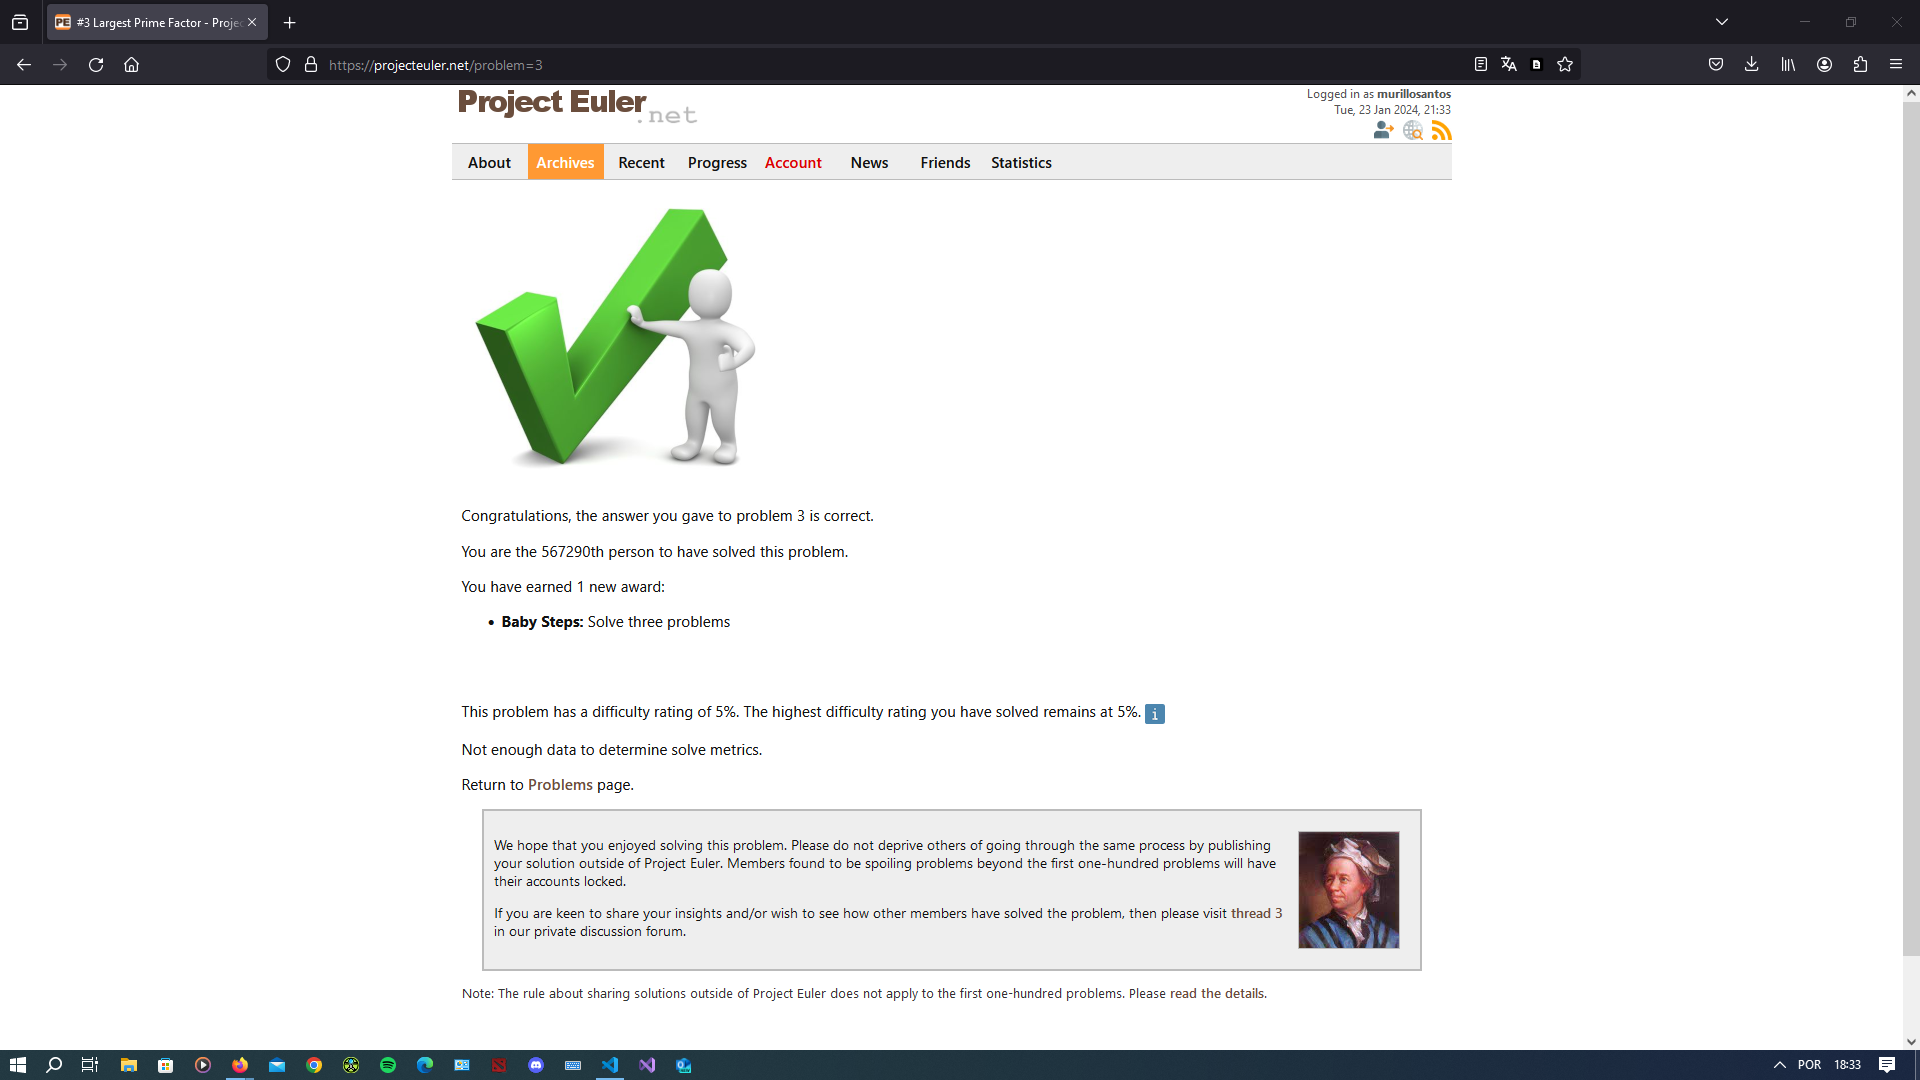 #3 Largest Prime Factor - Projec
https://projecteuler.net/problem=3
Project Euler
.net
Logged in as murillosantos
Tue, 23 Jan 2024, 21:33
About Archives Recent Progress Account News Friends Statistics
Congratulations, the answer you gave to problem 3 is correct.
You are the 567290th person to have solved this problem.
You have earned 1 new award:
• Baby Steps: Solve three problems
This problem has a difficulty rating of 5%. The highest difficulty rating you have solved remains at 5%. i
Not enough data to determine solve metrics.
Return to Problems page.
We hope that you enjoyed solving this problem. Please do not deprive others of going through the same process by publishing
your solution outside of Project Euler. Members found to be spoiling problems beyond the first one-hundred problems will have
their accounts locked.
If you are keen to share your insights and/or wish to see how other members have solved the problem, then please visit thread 3
in our private discussion forum.
Note: The rule about sharing solutions outside of Project Euler does not apply to the first one-hundred problems. Please read the details.
POR 18:33